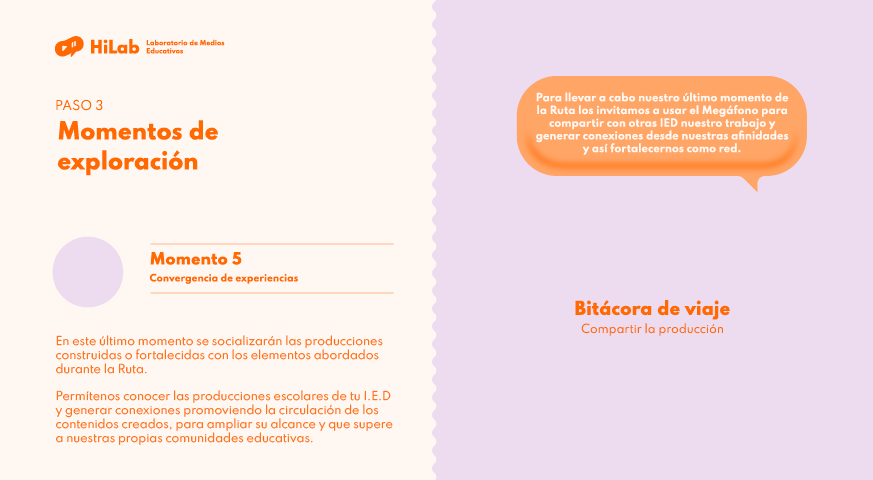 HiLab
Laboratorio de Medios
Educativos
PASO 3
Momentos de
exploración
Momento 5
Convergencia de experiencias
En este último momento se socializarán las producciones
construidas o fortalecidas con los elementos abordados
durante la Ruta.
Permítenos conocer las producciones escolares de tu I.E.D
y generar conexiones promoviendo la circulación de los
contenidos creados, para ampliar su alcance y que supere
a nuestras propias comunidades educativas.
Para llevar a cabo nuestro último momento de
la Ruta los invitamos a usar el Megáfono para
compartir con otras IED nuestro trabajo y
generar conexiones desde nuestras afinidades
y así fortalecernos como red.
Bitácora de viaje
Compartir la producción